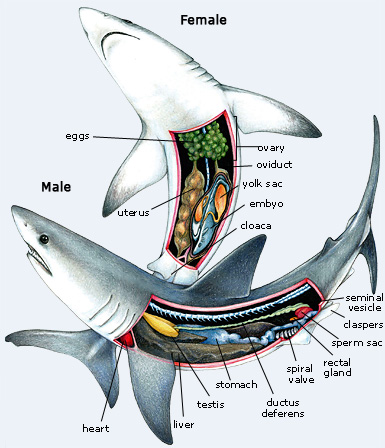 Female
eggs
ovary
oviduct
Male
yolk sac
uterus
embyo
cloaca
seminal
vesicle
claspers
sperm sac
rectal
gland
spiral
valve
stomach
ductus
deferens
testis
liver
heart